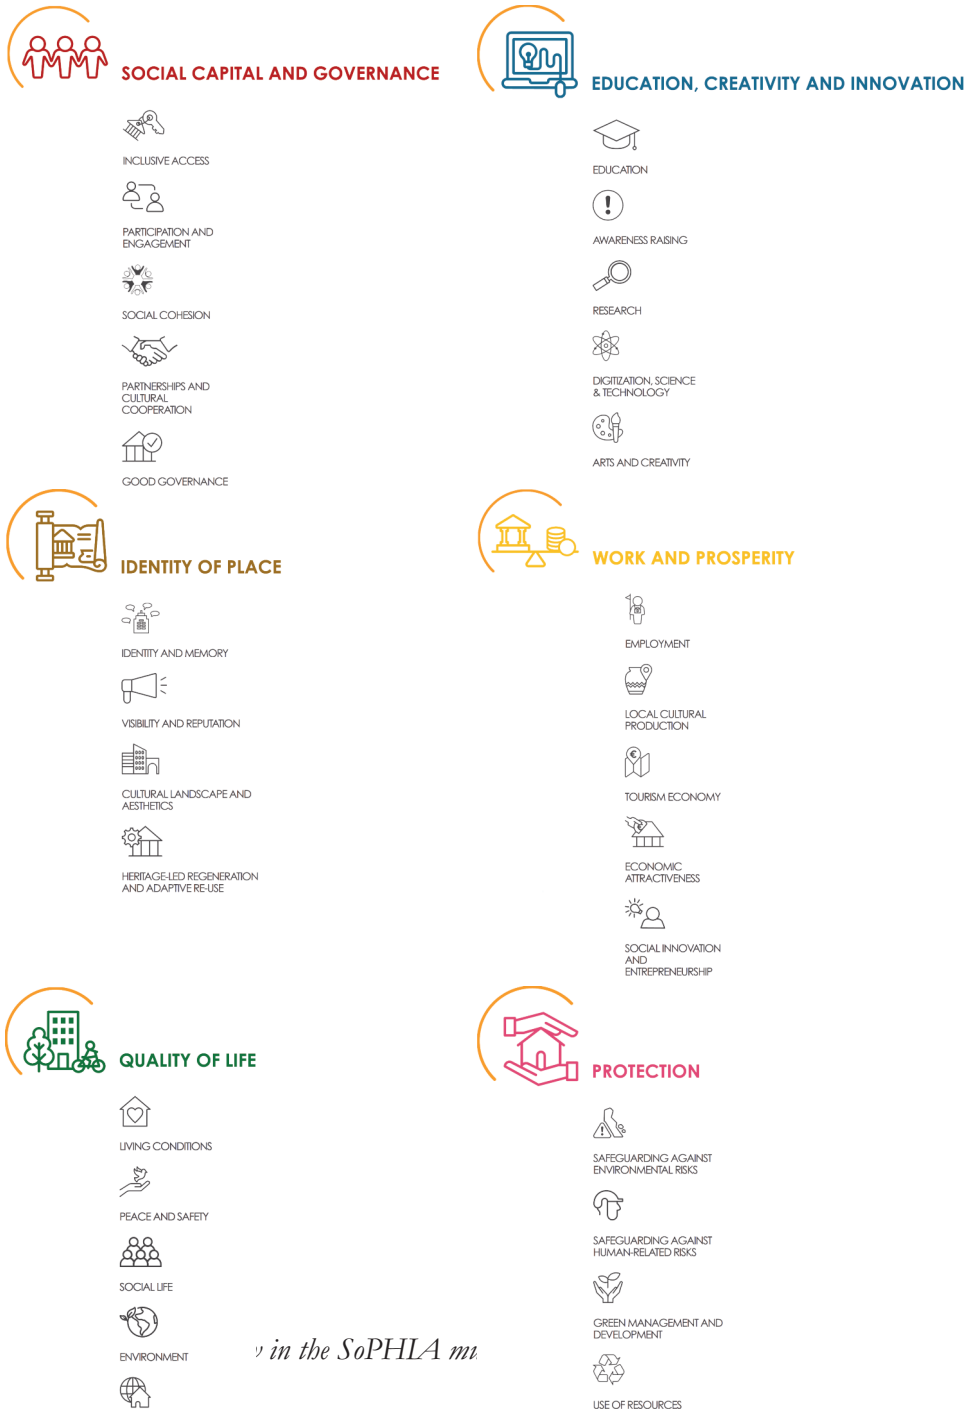 SOCIAL CAPITAL AND GOVERNANCE
INCLUSIVE ACCESS
PARTICIPATION AND
ENGAGEMENT
SOCIAL COHESION
PARTNERSHIPS AND
CULTURAL
COOPERATION
GOOD GOVERNANCE
EDUCATION, CREATIVITY AND INNOVATION
EDUCATION
AWARENESS RAISING
RESEARCH
DIGITIZATION, SCIENCE
& TECHNOLOGY
ARTS AND CREATIVITY
IDENTITY OF PLACE
IDENTITY AND MEMORY
VISIBILITY AND REPUTATION
CULTURAL LANDSCAPE AND
AESTHETICS
HERITAGE-LED REGENERATION
AND ADAPTIVE RE-USE
WORK AND PROSPERITY
EMPLOYMENT
LOCAL CULTURAL
PRODUCTION
TOURISM ECONOMY
ECONOMIC
ATTRACTIVENESS
SOCIAL INNOVATION
AND
ENTREPRENEURSHIP
QUALITY OF LIFE
LIVING CONDITIONS
PEACE AND SAFETY
SOCIAL LIFE
ENVIRONMENT
in the SoPHIA
PROTECTION
SAFEGUARDING AGAINST
ENVIRONMENTAL RISKS
SAFEGUARDING AGAINST
HUMAN-RELATED RISKS
GREEN MANAGEMENT AND
DEVELOPMENT
USE OF RESOURCES